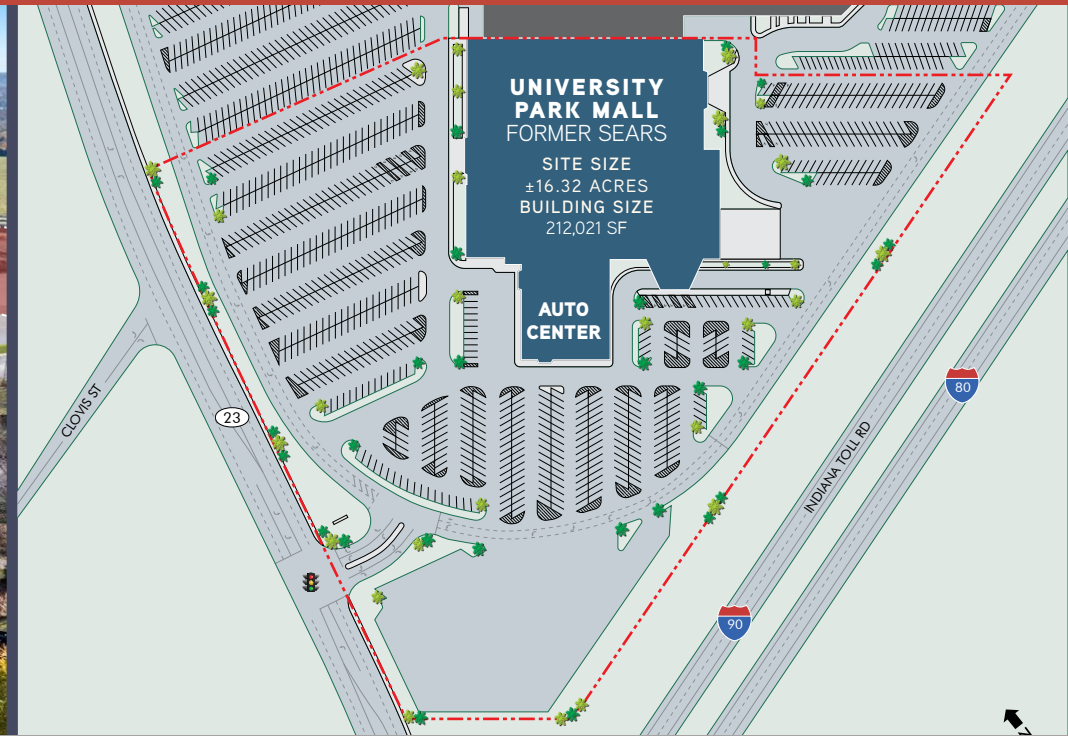 UNIVERSITY
PARK MALL
FORMER SEARS
SITE SIZE
±16.32 ACRES
BUILDING SIZE
212,021 SF
AUTO
CENTER
CLOVIS ST
23
80
INDIANA TOLL RD
90